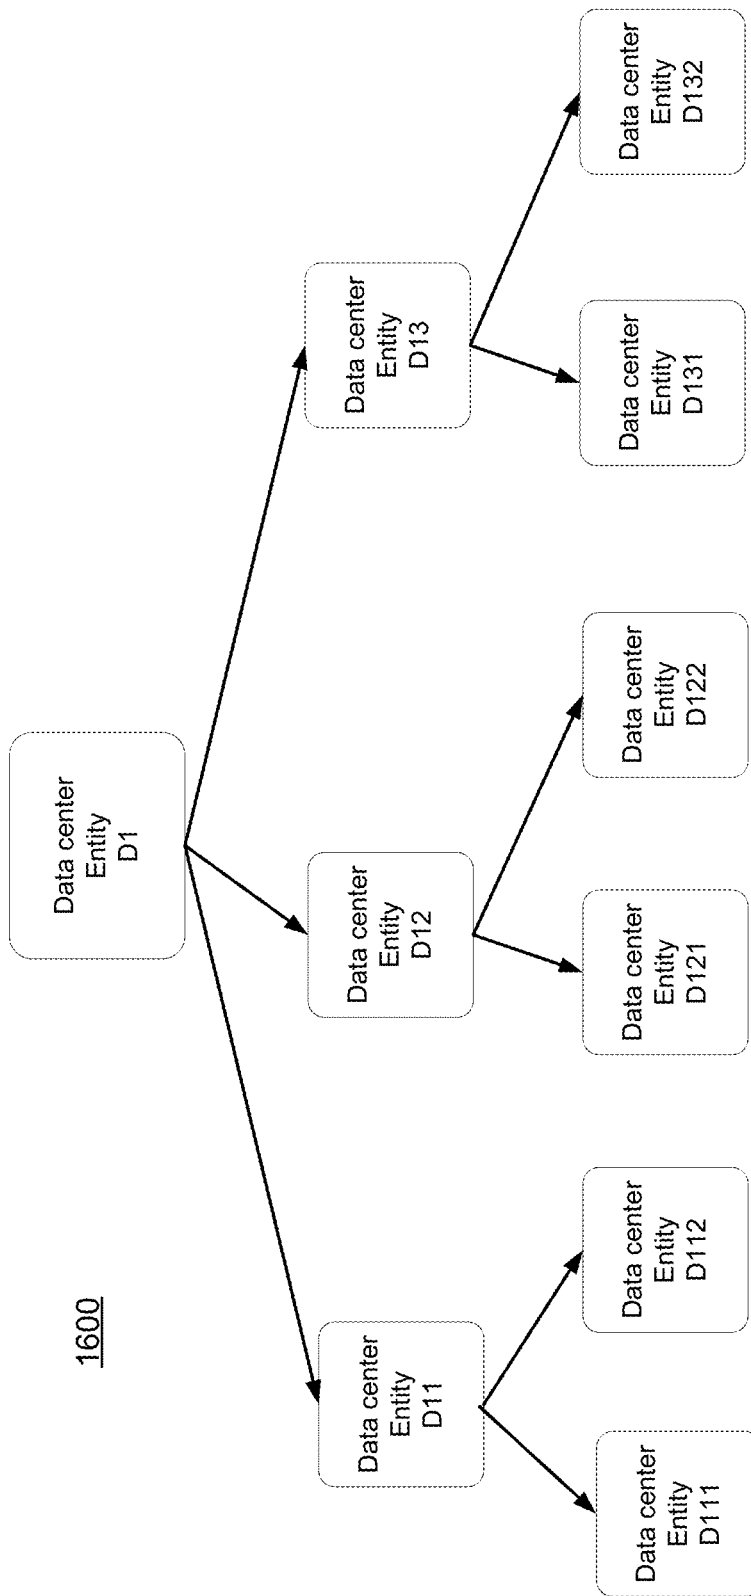 1600
Data center
Entity
D1
Data center
Entity
D11
Data center
Entity
D12
Data center
Entity
D13
Data center
Entity
D111
Data center
Entity
D112
Data center
Entity
D121
Data center
Entity
D122
Data center
Entity
D131
Data center
Entity
D132